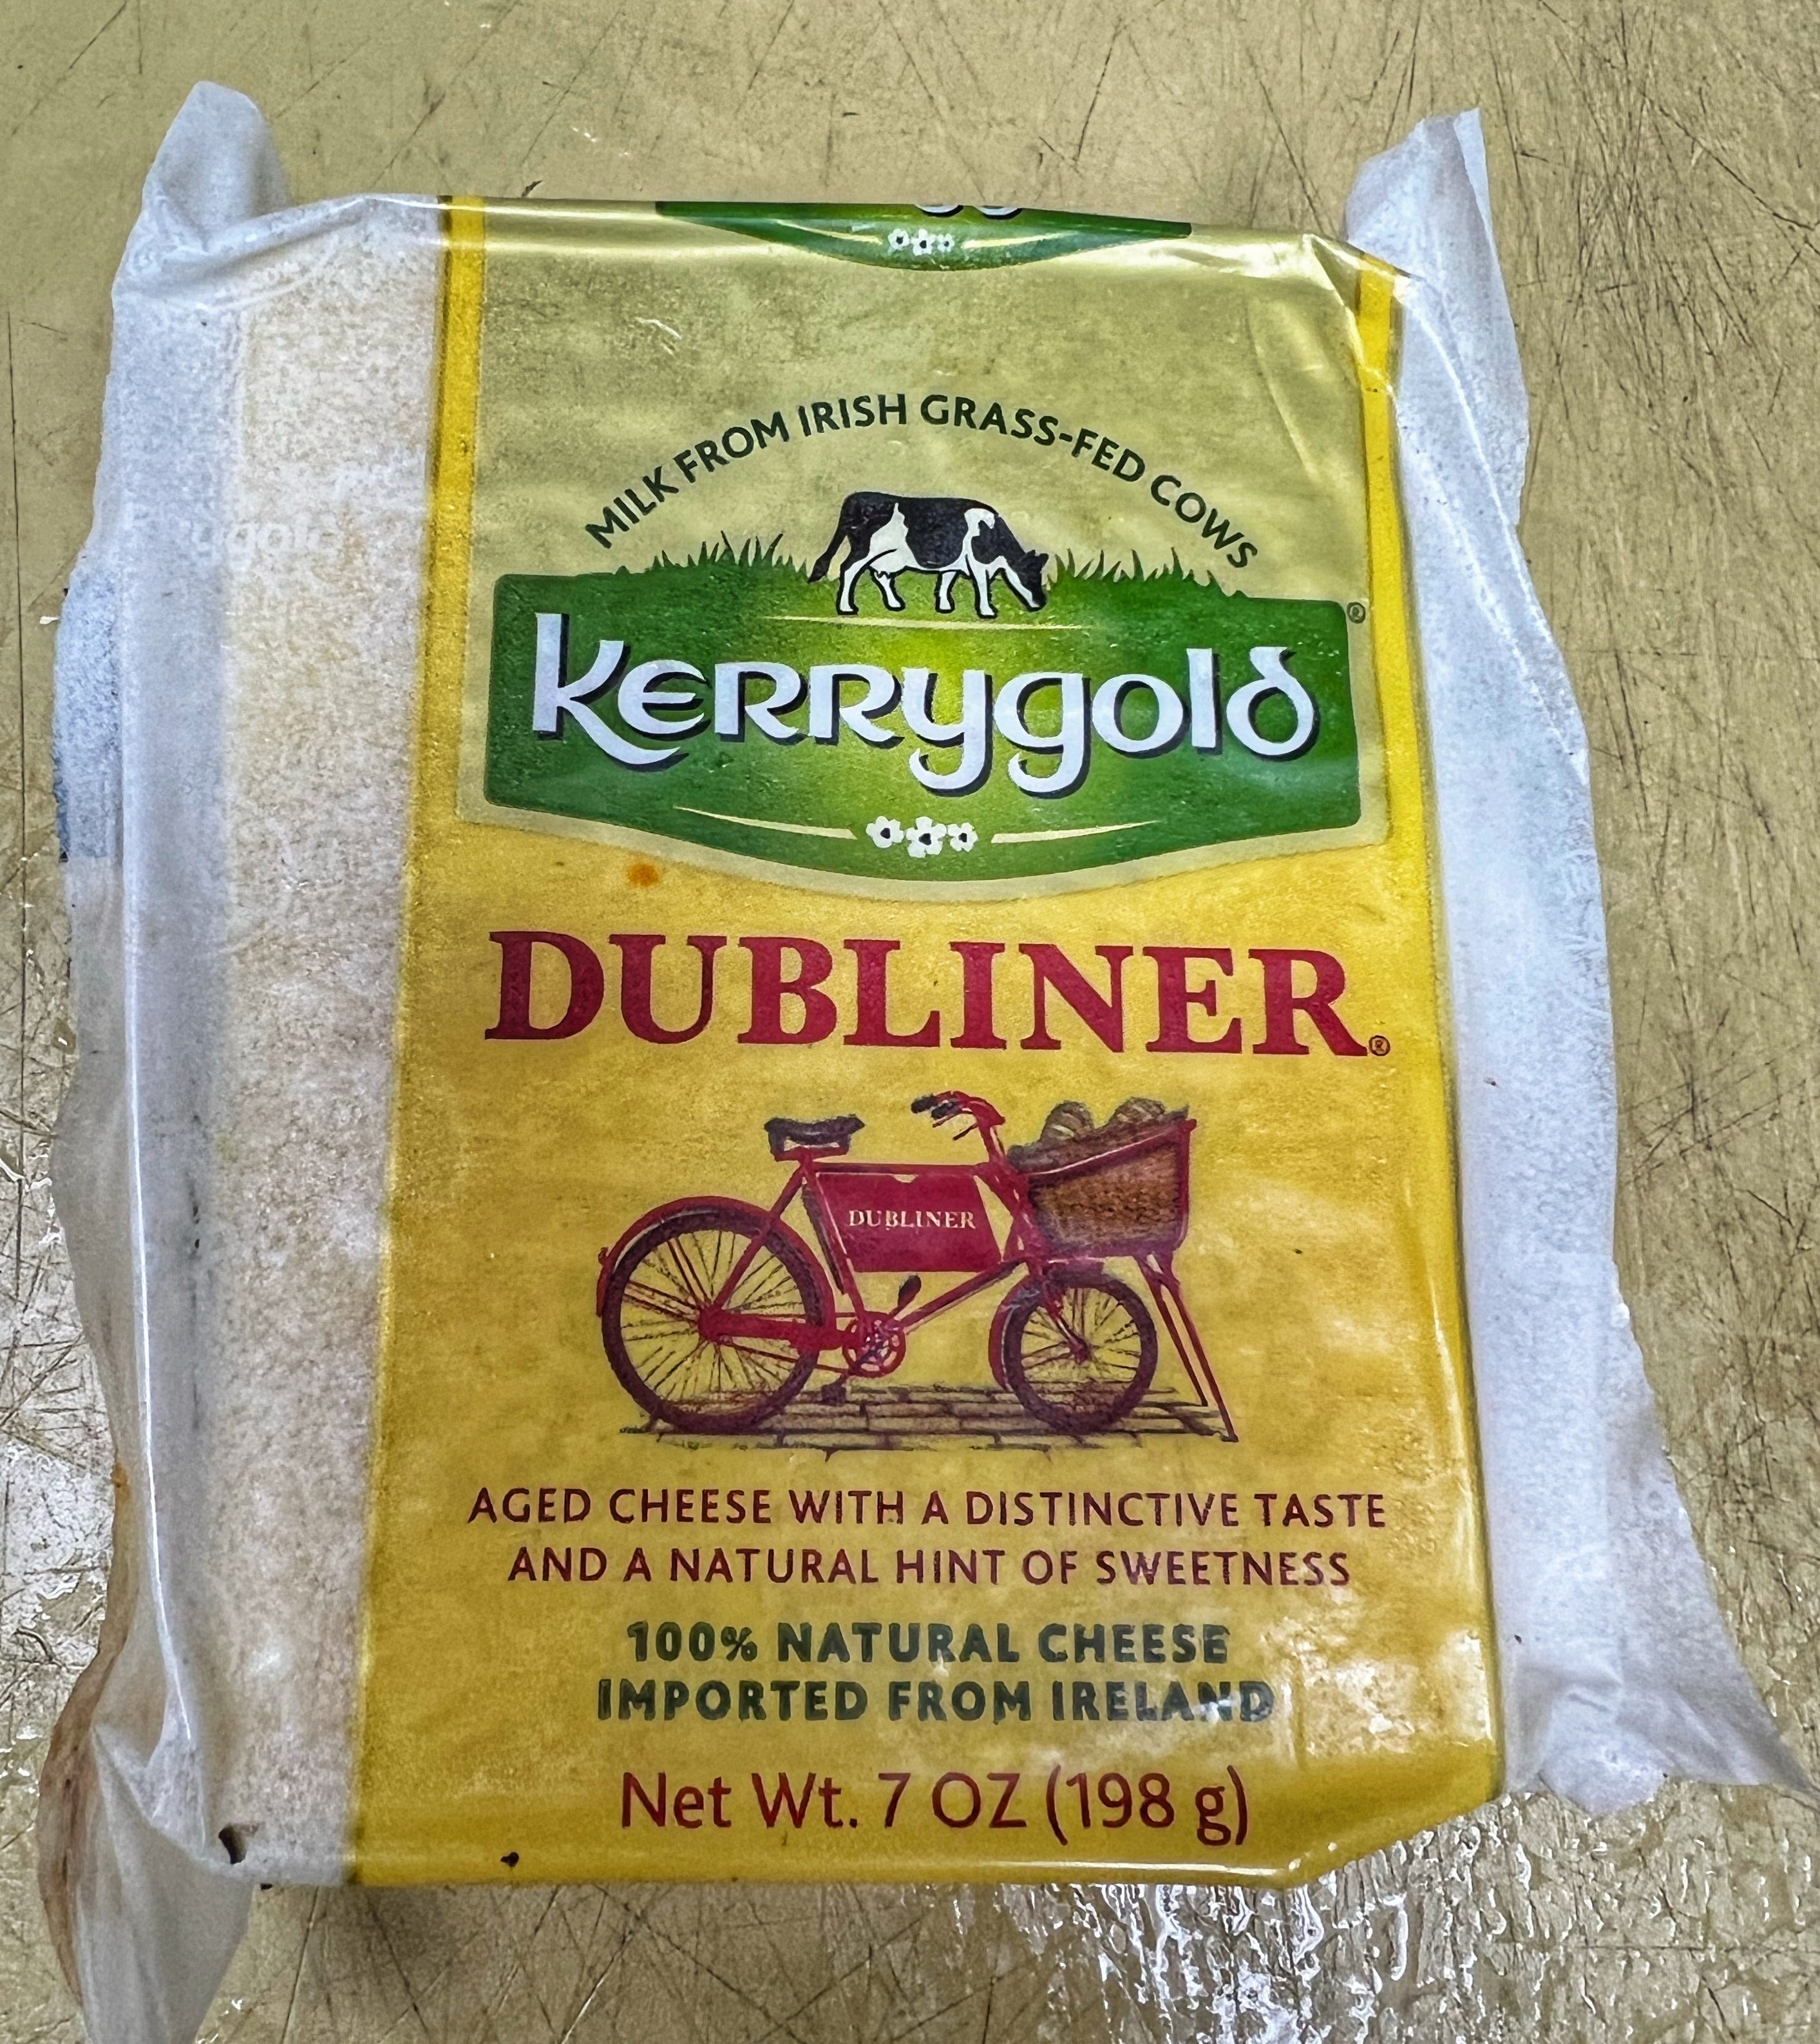 MILK FROM IRISH GRASS-FED COWS
Kerrygold®
DUBLINER®
DUBLINER
AGED CHEESE WITH A DISTINCTIVE TASTE
AND A NATURAL HINT OF SWEETNESS
100% NATURAL CHEESE
IMPORTED FROM IRELAND
Net Wt. 7 OZ (198 g)